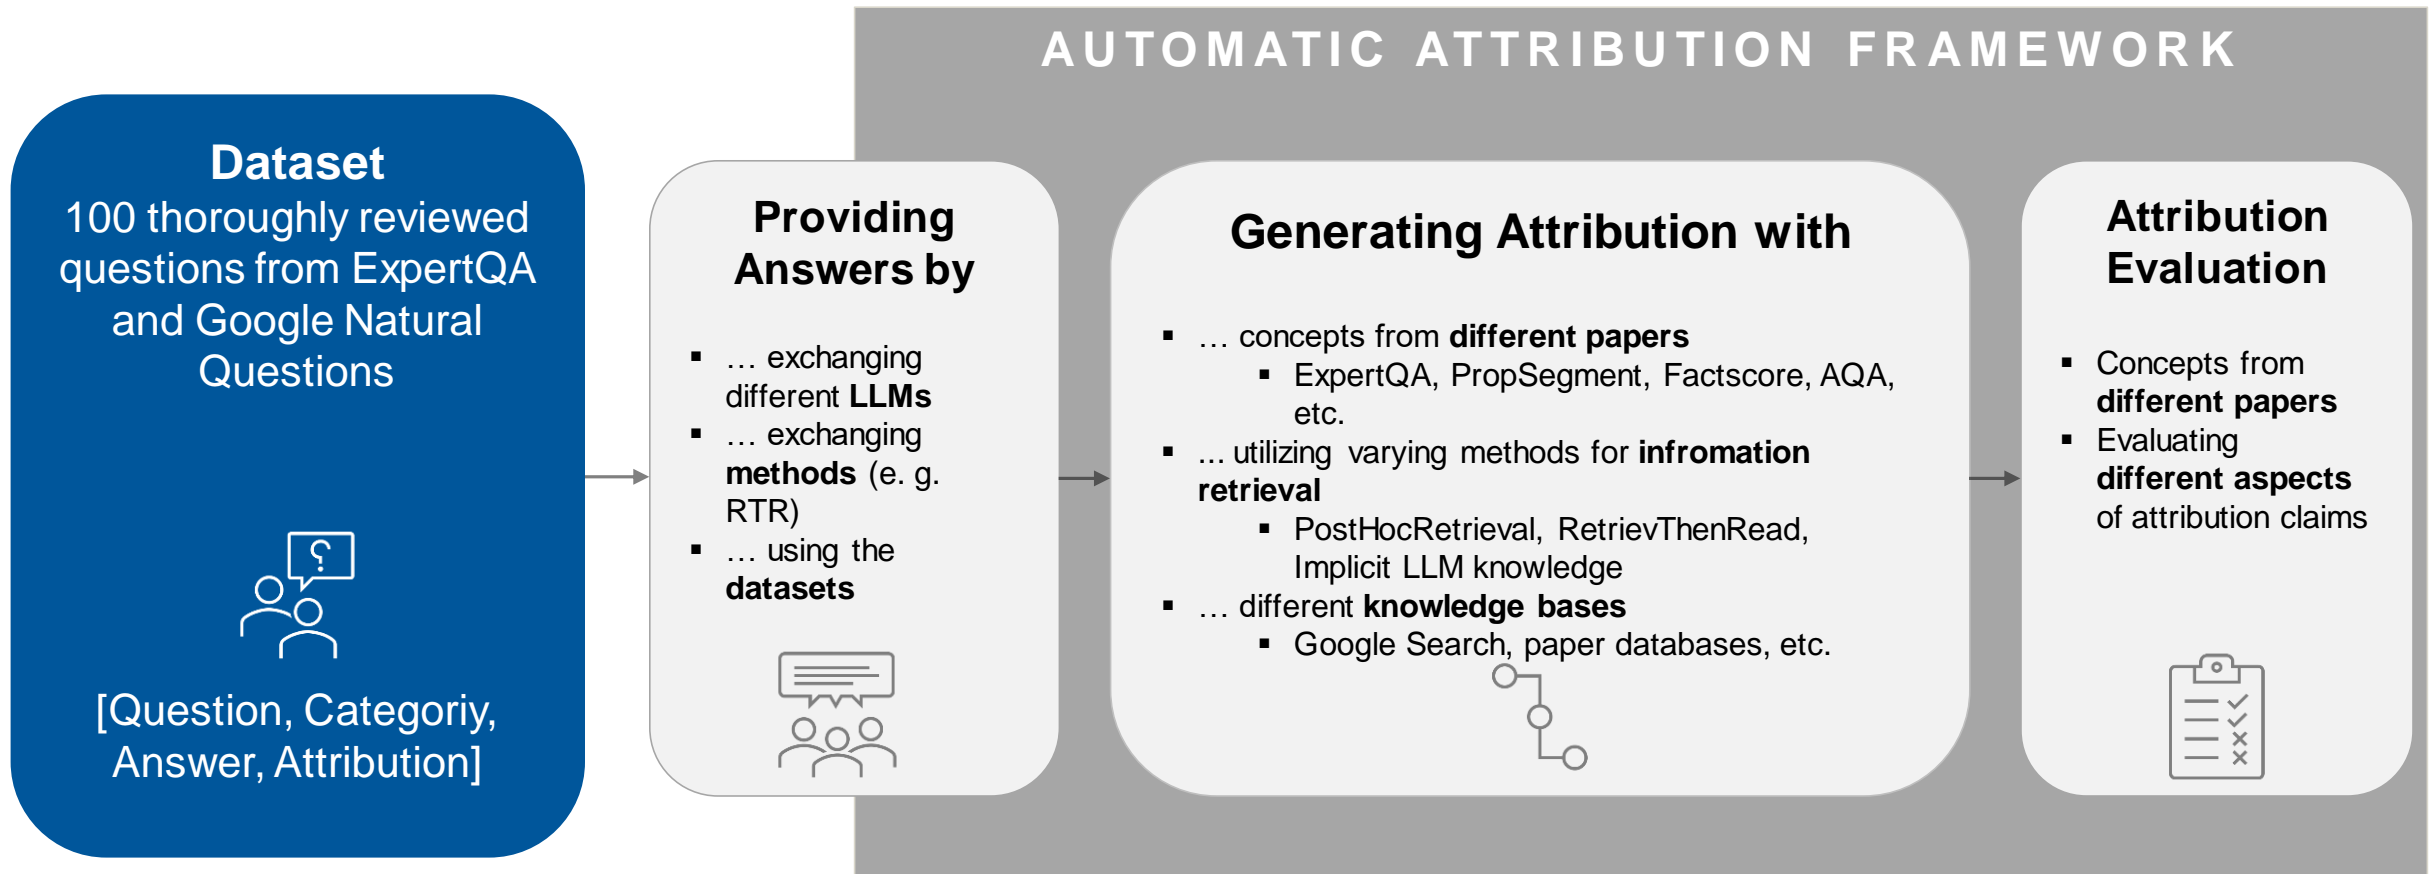 AUTOMATIC ATTRIBUTION FRAMEWORK
Dataset
100 thoroughly reviewed
questions from ExpertQA
and Google Natural
Questions
?
[Question, Categoriy,
Answer, Attribution]
Providing
Answers by
▪ … exchanging
different LLMs
▪ … exchanging
methods (e. g.
RTR)
▪ … using the
datasets
Generating Attribution with
▪ … concepts from different papers
▪ ExpertQA, PropSegment, Factscore, AQA,
etc.
▪ ... utilizing varying methods for infromation
retrieval
▪ PostHocRetrieval, RetrievThenRead,
Implicit LLM knowledge
▪ … different knowledge bases
▪ Google Search, paper databases, etc.
Attribution
Evaluation
▪ Concepts from
different papers
▪ Evaluating
different aspects
of attribution claims